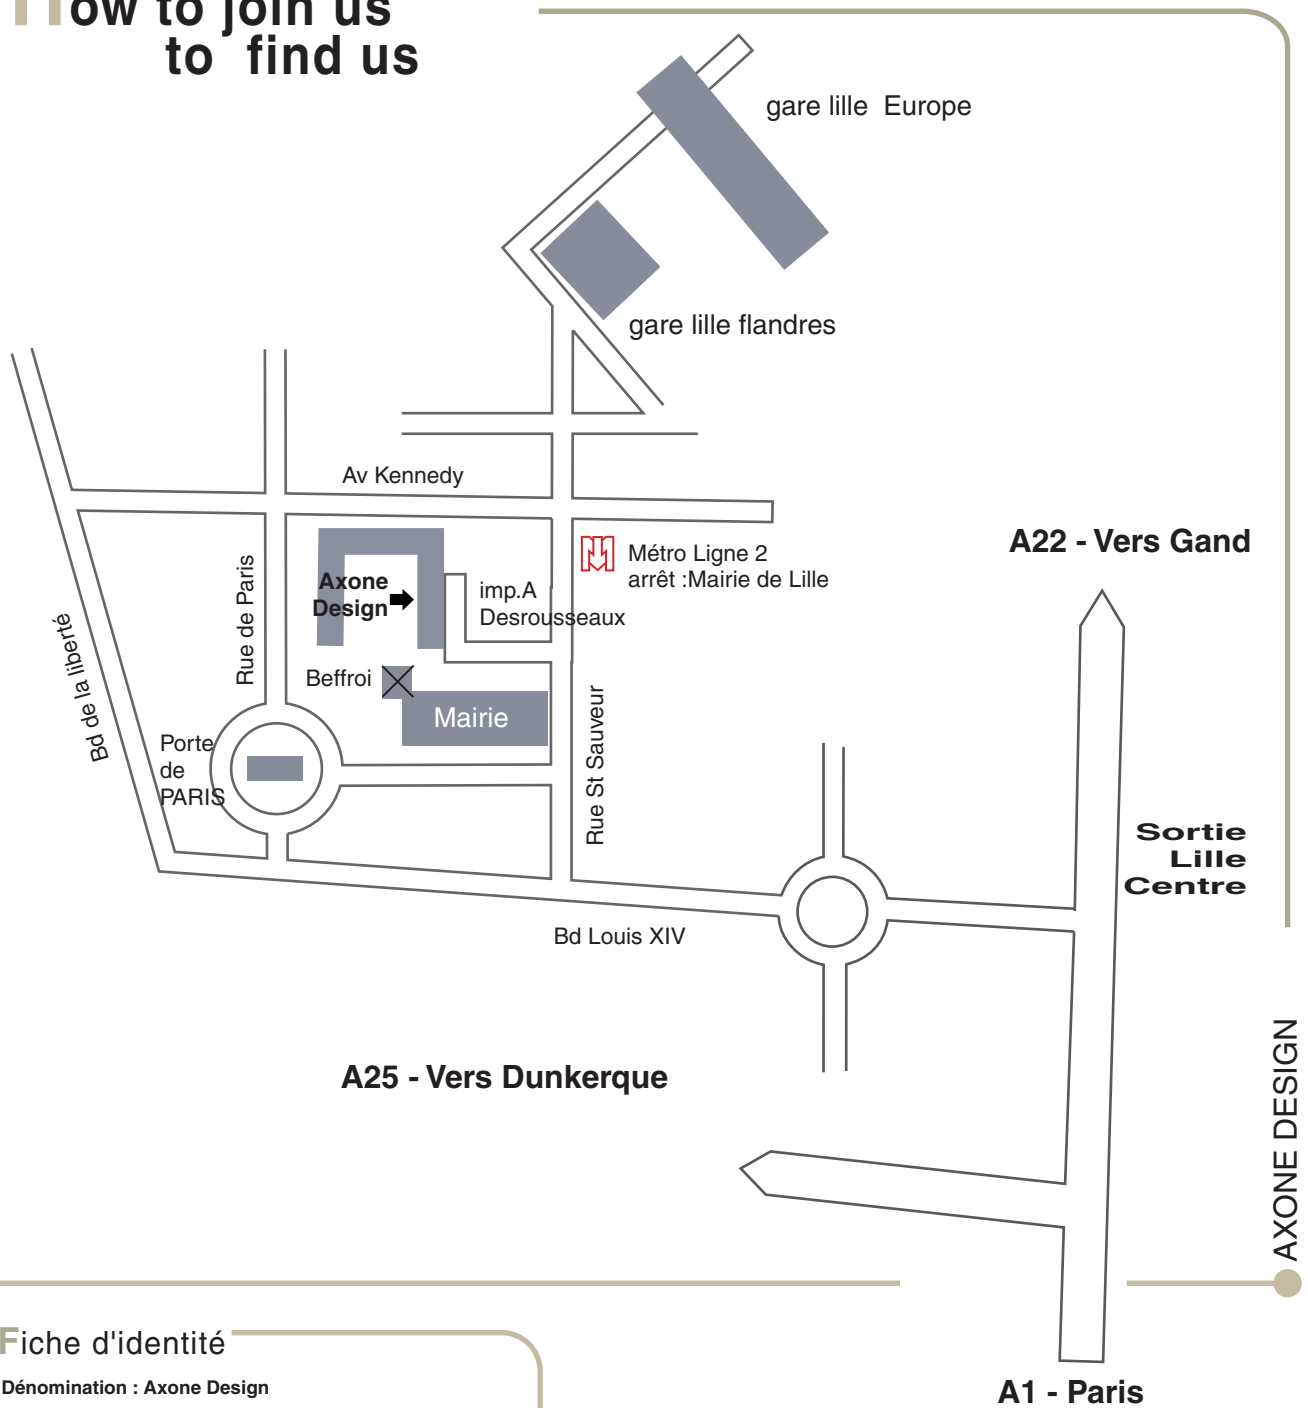 How to join us
to find us
gare lille Europe
gare lille flandres
Av Kennedy
A22 - Vers Gand
Métro Ligne 2
arrêt :Mairie de Lille
Axone
Design
imp.A
Desrousseaux
Rue de Paris
Bd de la liberté
Beffroi
Mairie
Porte
de
PARIS
Rue St Sauveur
Sortie
Lille
Centre
Bd Louis XIV
A25 - Vers Dunkerque
AXONE DESIGN
Fiche d'identité
Dénomination : Axone Design
A1 - Paris